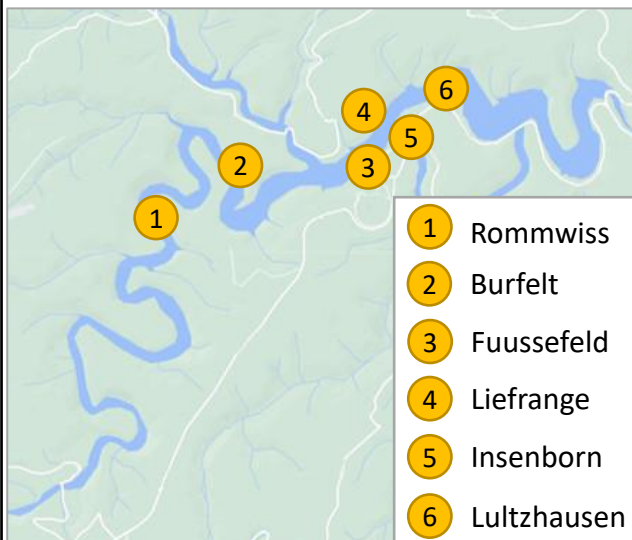 6
4
5
2
3
1
1 Rommwiss
2 Burfelt
3 Fuussefeld
4 Liefrange
5 Insenborn
6 Lultzhausen